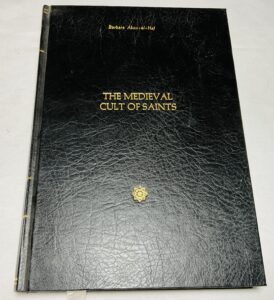 Barbara Abou-el-Haj
THE MEDIEVAL
CULT OF SAINTS